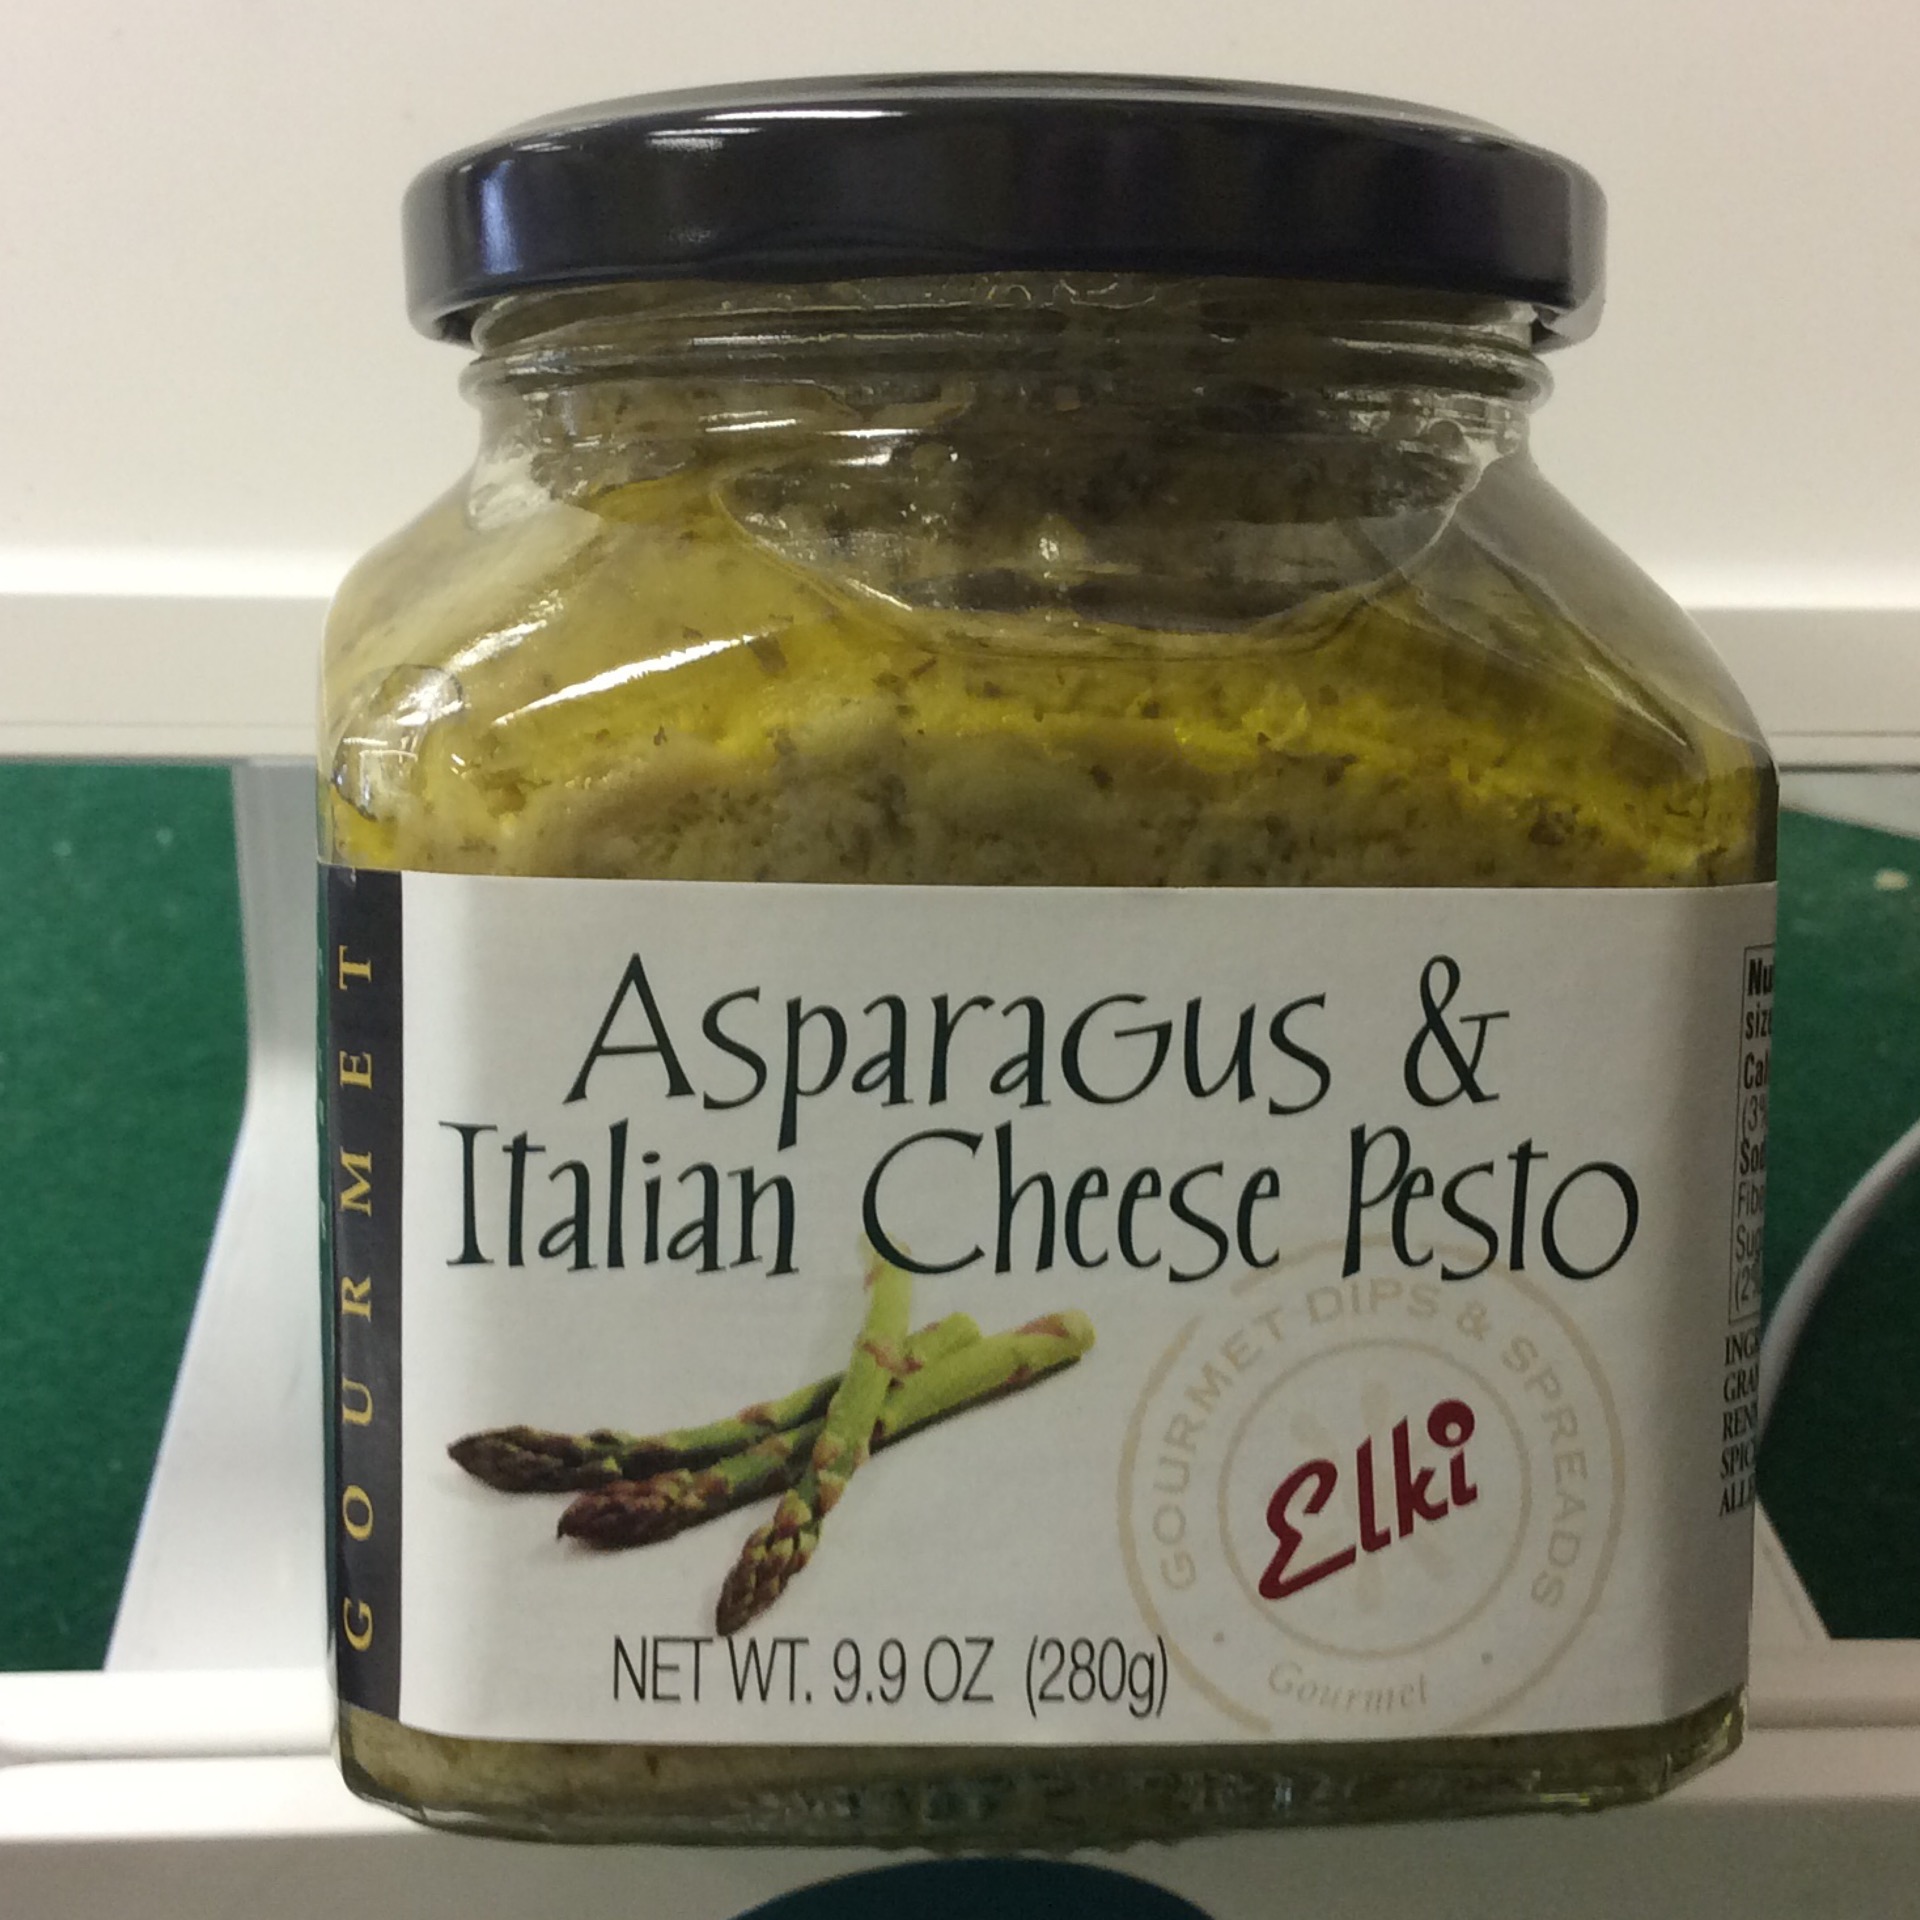 GOURMET
Asparagus &
Italian Cheese Pesto
GOURMET DIPS & SPREADS
Elki
Gourmet
NET WT. 9.9 OZ (280g)